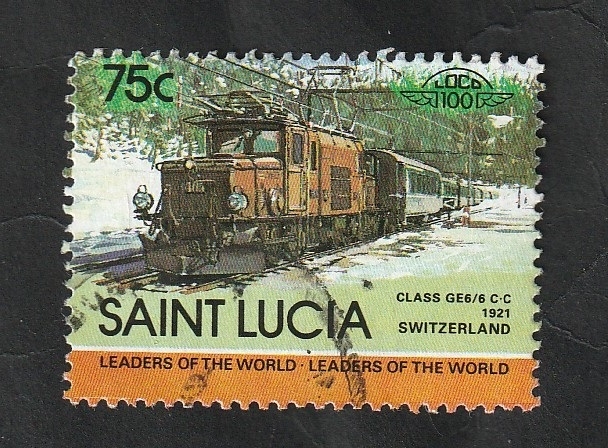 75c
LOCO
100
SAINT LUCIA
CLASS GE6/6 C·C
1921
SWITZERLAND
LEADERS OF THE WORLD · LEADERS OF THE WORLD